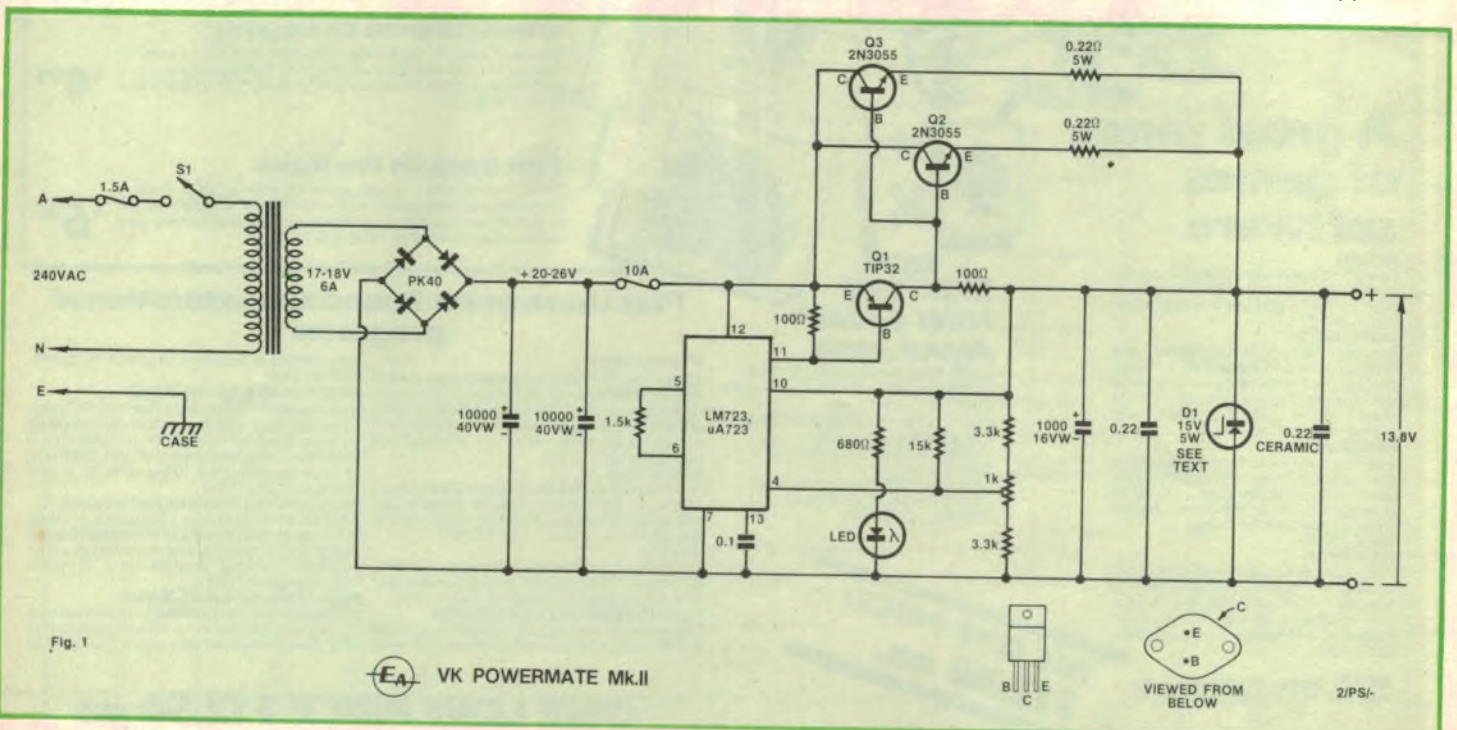 Q3
2N3055
C
E
B
0.22Ω
5W
Q2
2N3055
C
E
B
0.22Ω
5W
A
1.5A
S1
240VAC
N
E
CASE
17-18V
6A
PK40
+ 20-26V
10A
Q1
TIP32
E
C
B
100Ω
100Ω
12
11
10
5
6
4
7
13
LM723,
uA723
1.5k
10000
40VW
+
-
10000
40VW
+
-
0.1
680Ω
15k
LED
λ
3.3k
1k
3.3k
1000
16VW
+
-
0.22
D1
15V
5W
SEE
TEXT
0.22
CERAMIC
+
13.8V
-
Fig. 1
EA VK POWERMATE Mk.II
B
C
E
C
E
B
VIEWED FROM
BELOW
2/PS/-